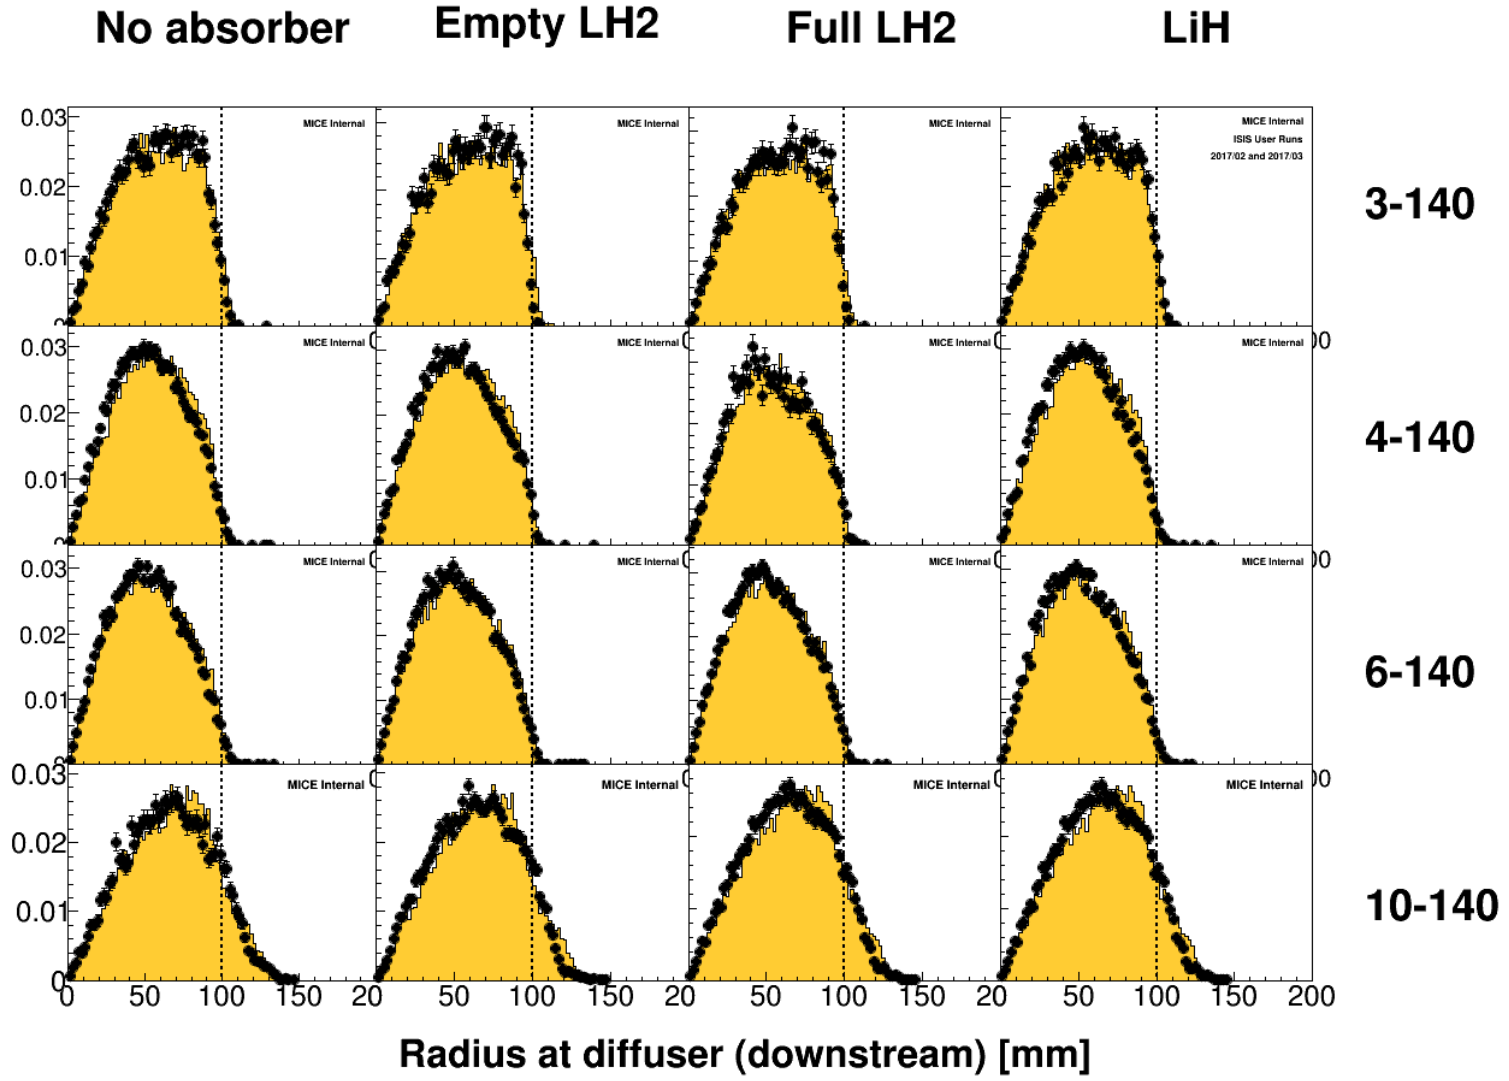 No absorber Empty LH2 Full LH2 LiH
0.03 MICE Internal MICE Internal MICE Internal MICE Internal
ISIS User Runs
2017/02 and 2017/03
0.02 3-140
0.01
0.03 MICE Internal MICE Internal MICE Internal MICE Internal 00
0.02 4-140
0.01
0.03 MICE Internal MICE Internal MICE Internal MICE Internal 00
0.02 6-140
0.01
0.03 MICE Internal MICE Internal MICE Internal MICE Internal 00
0.02
0.01 10-140
0
0 50 100 150 20 50 100 150 20 50 100 150 20 50 100 150 200
Radius at diffuser (downstream) [mm]